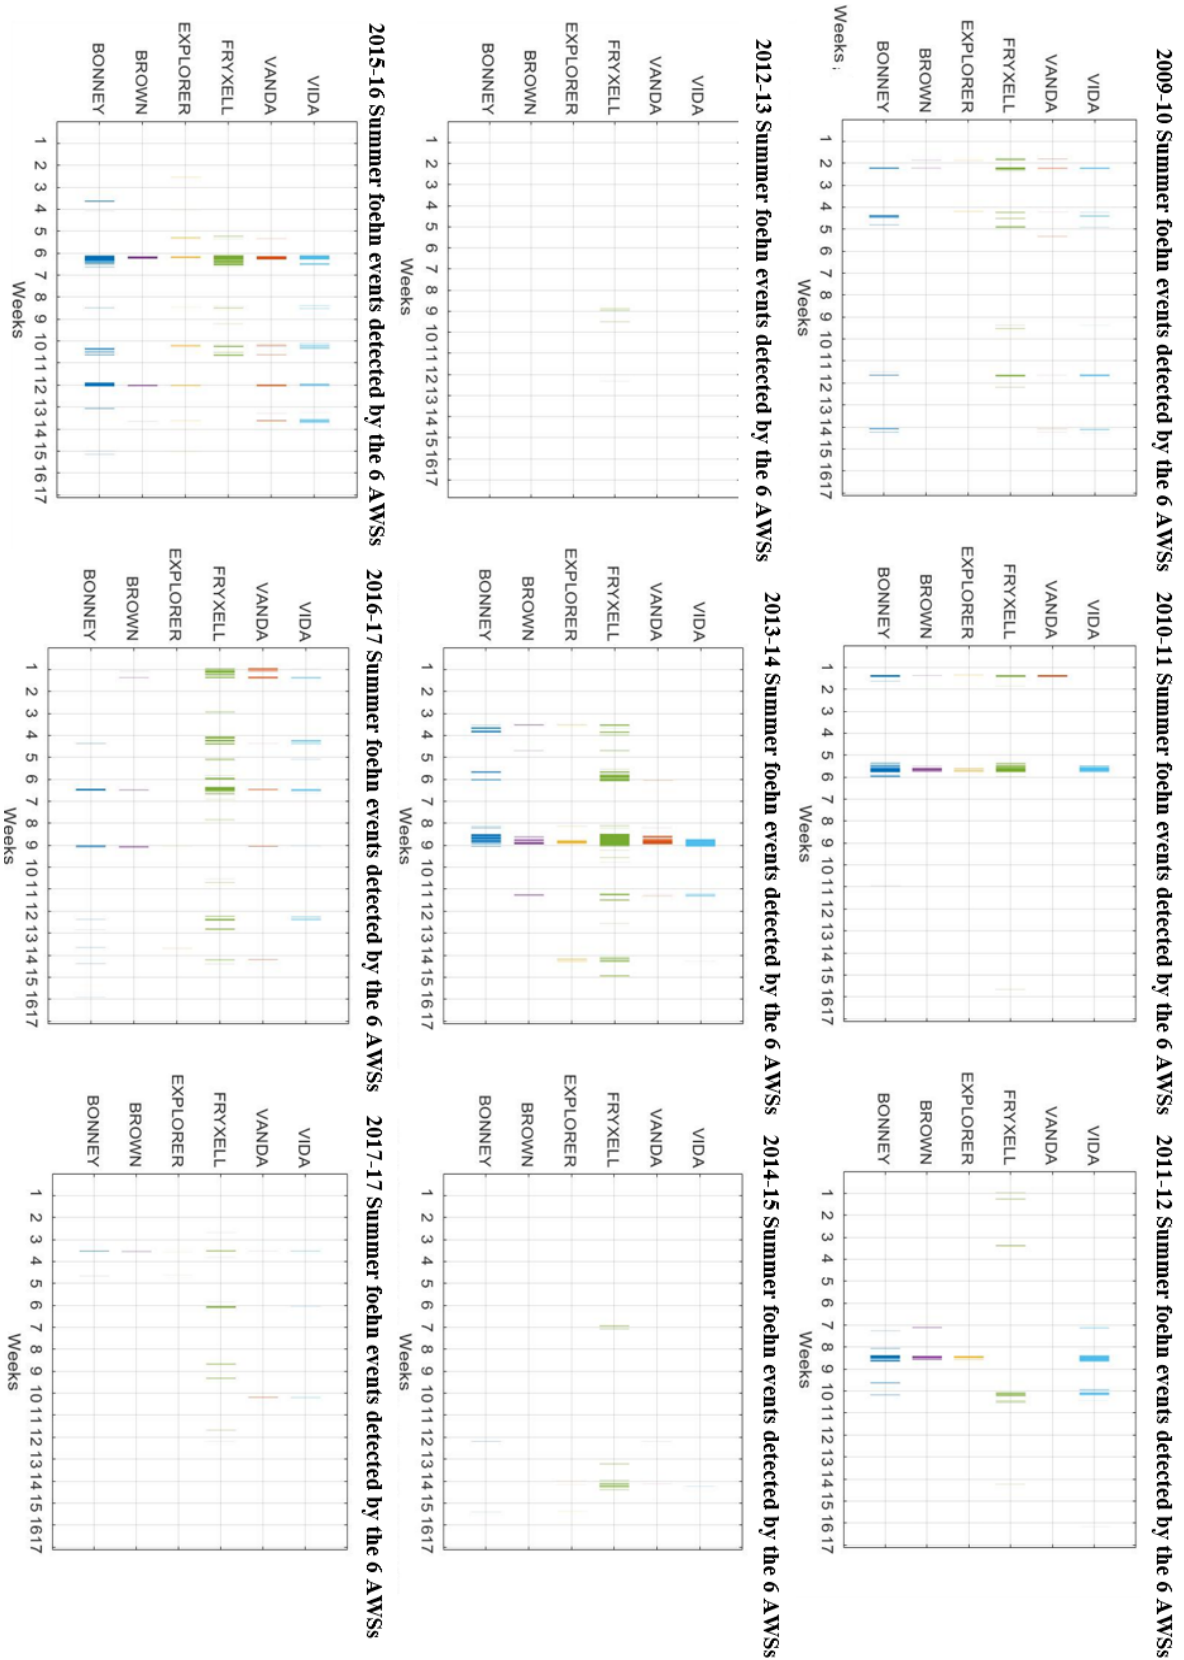 2009-10 Summer foehn events detected by the 6 AWSs
VIDA
VANDA
FRYXELL
EXPLORER
BROWN
BONNEY
1 2 3 4 5 6 7 8 9 10 11 12 13 14 15 16 17
Weeks
Weeks ;
2010-11 Summer foehn events detected by the 6 AWSs
VIDA
VANDA
FRYXELL
EXPLORER
BROWN
BONNEY
1 2 3 4 5 6 7 8 9 10 11 12 13 14 15 16 17
Weeks
2011-12 Summer foehn events detected by the 6 AWSs
VIDA
VANDA
FRYXELL
EXPLORER
BROWN
BONNEY
1 2 3 4 5 6 7 8 9 10 11 12 13 14 15 16 17
Weeks
2012-13 Summer foehn events detected by the 6 AWSs
VIDA
VANDA
FRYXELL
EXPLORER
BROWN
BONNEY
1 2 3 4 5 6 7 8 9 10 11 12 13 14 15 16 17
Weeks
2013-14 Summer foehn events detected by the 6 AWSs
VIDA
VANDA
FRYXELL
EXPLORER
BROWN
BONNEY
1 2 3 4 5 6 7 8 9 10 11 12 13 14 15 16 17
Weeks
2014-15 Summer foehn events detected by the 6 AWSs
VIDA
VANDA
FRYXELL
EXPLORER
BROWN
BONNEY
1 2 3 4 5 6 7 8 9 10 11 12 13 14 15 16 17
Weeks
2015-16 Summer foehn events detected by the 6 AWSs
VIDA
VANDA
FRYXELL
EXPLORER
BROWN
BONNEY
1 2 3 4 5 6 7 8 9 10 11 12 13 14 15 16 17
Weeks
2016-17 Summer foehn events detected by the 6 AWSs
VIDA
VANDA
FRYXELL
EXPLORER
BROWN
BONNEY
1 2 3 4 5 6 7 8 9 10 11 12 13 14 15 16 17
Weeks
2017-17 Summer foehn events detected by the 6 AWSs
VIDA
VANDA
FRYXELL
EXPLORER
BROWN
BONNEY
1 2 3 4 5 6 7 8 9 10 11 12 13 14 15 16 17
Weeks